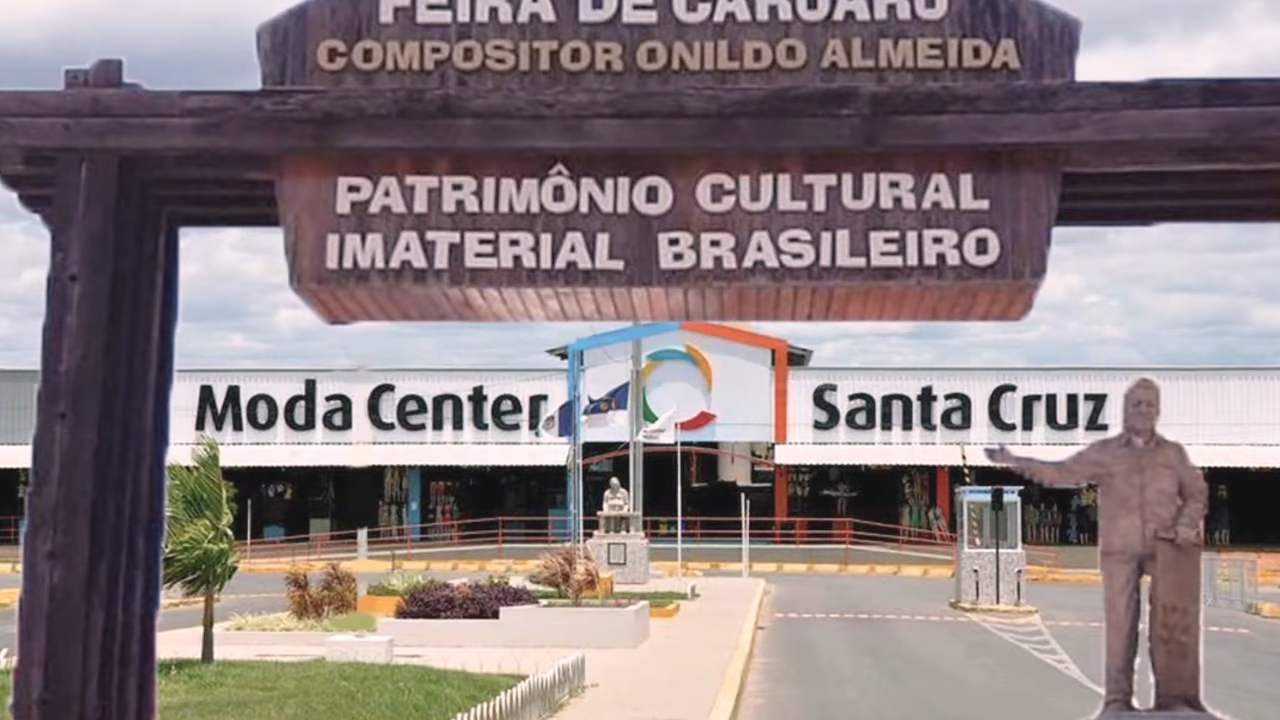 FEIRA DE CARUARU
COMPOSITOR ONILDO ALMEIDA
PATRIMÔNIO CULTURAL
IMATERIAL BRASILEIRO
Moda Center
Santa Cruz